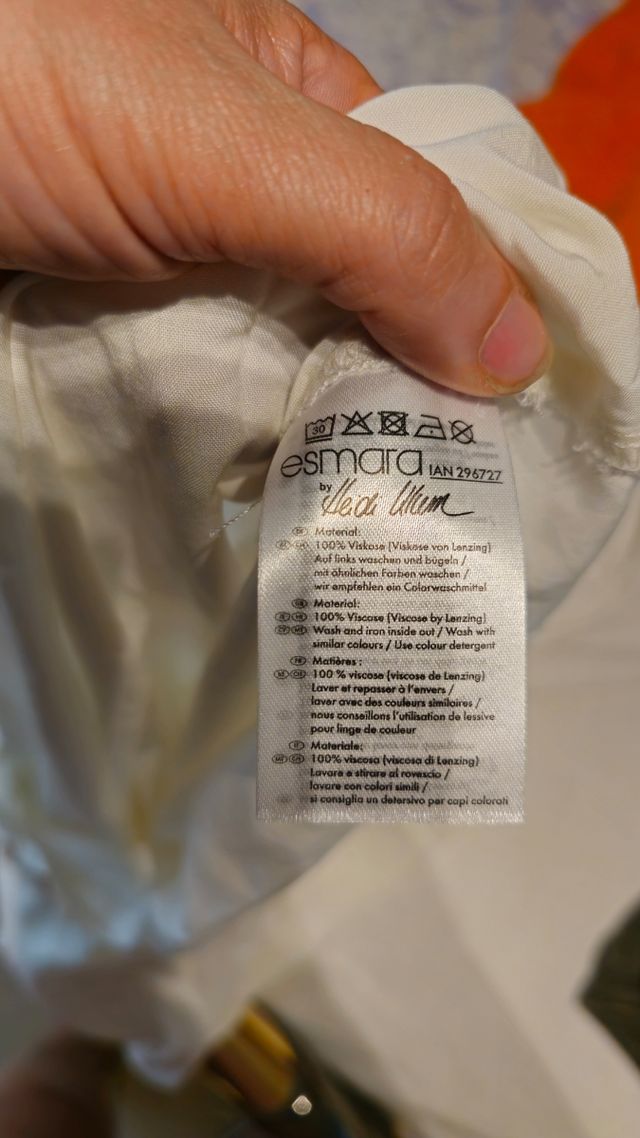 30
esmara IAN 296727
by Heidi Klum
Material:
100% Viskose (Viskose von Lenzing)
Auf links waschen und bügeln /
mit ähnlichen Farben waschen /
wir empfehlen ein Colorwaschmittel
Material:
100% Viscose (Viscose by Lenzing)
Wash and iron inside out / Wash with
similar colours / Use colour detergent
Matières :
100 % viscose (viscose de Lenzing)
Laver et repasser à l'envers /
laver avec des couleurs similaires /
nous conseillons l'utilisation de lessive
pour linge de couleur
Materiale:
100% viscosa (viscosa di Lenzing)
Lavare e stirare al rovescio /
lavare con colori simili /
si consiglia un detersivo per capi colorati